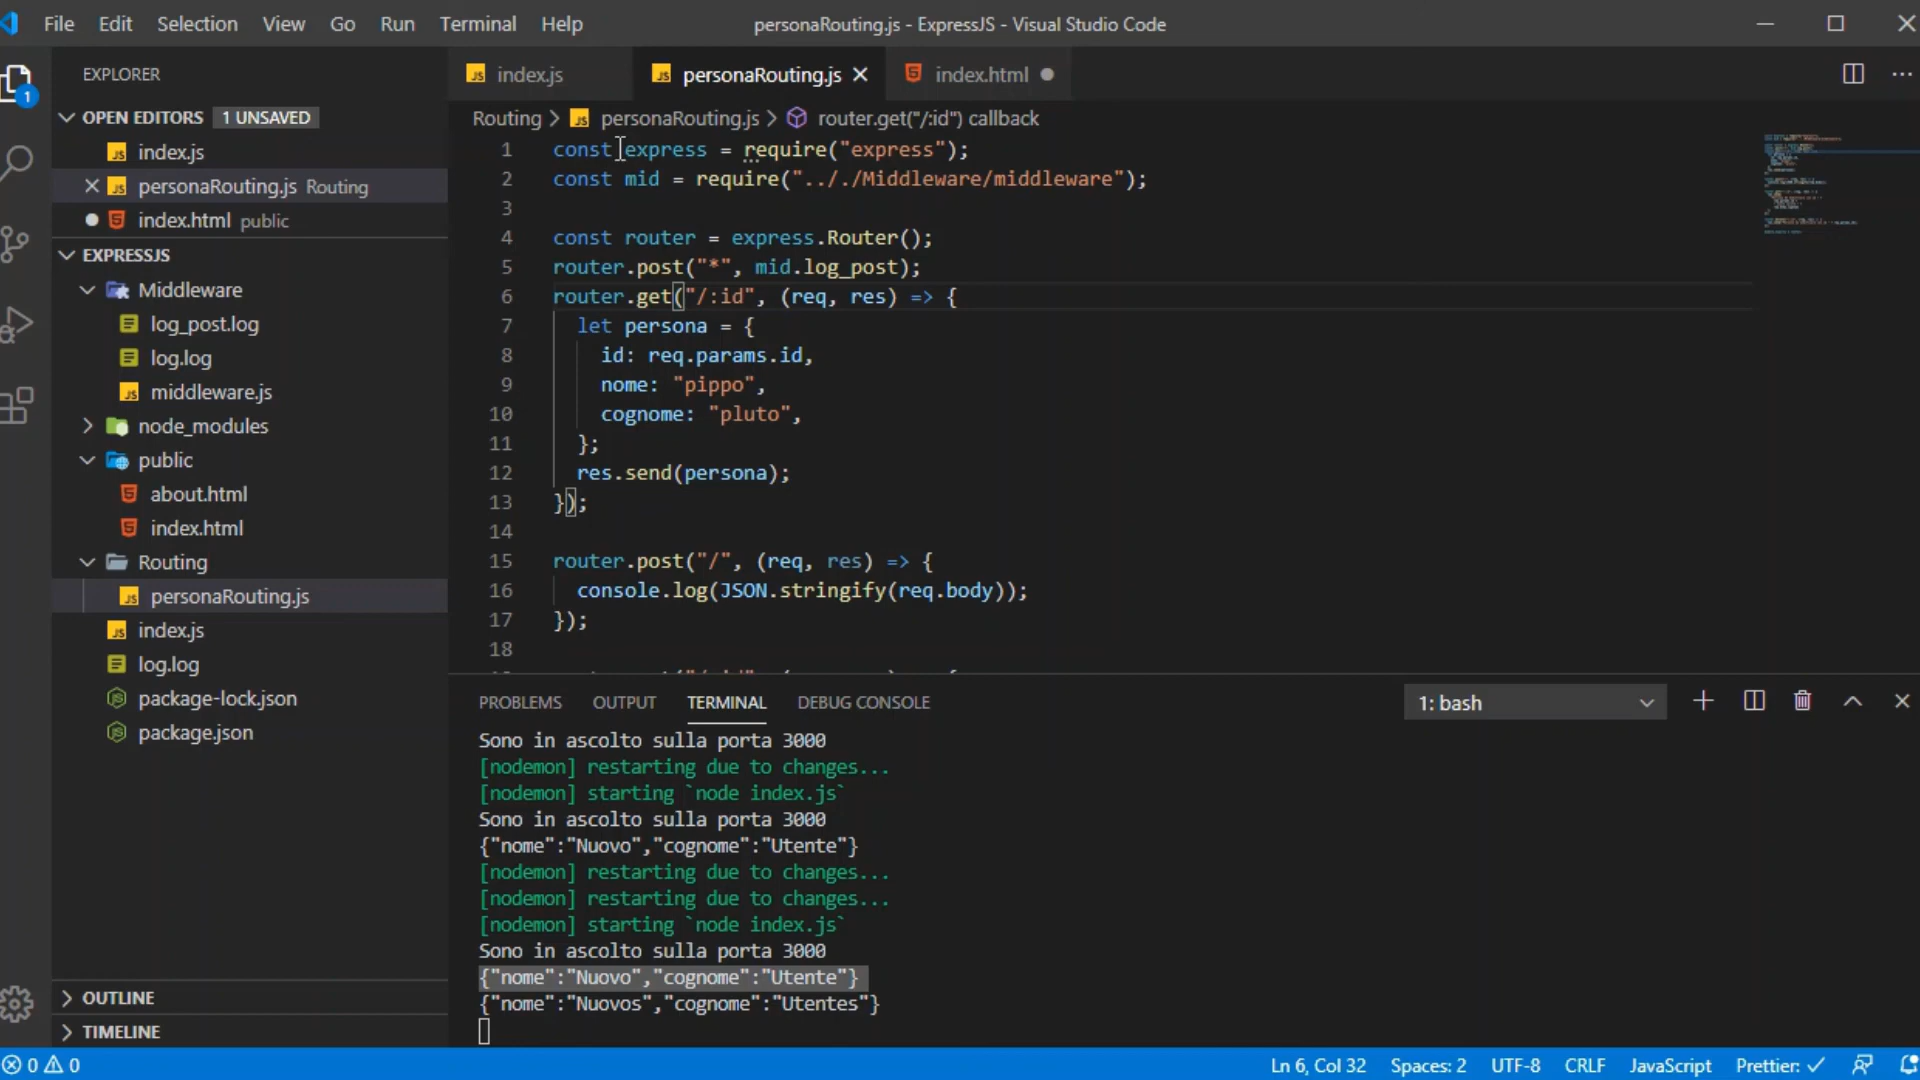 File Edit Selection View Go Run Terminal Help
personaRouting.js - ExpressJS - Visual Studio Code
EXPLORER
OPEN EDITORS 1 UNSAVED
index.js
personaRouting.js Routing
index.html public
EXPRESSJS
Middleware
log_post.log
log.log
middleware.js
node_modules
public
about.html
index.html
Routing
personaRouting.js
index.js
log.log
package-lock.json
package.json
OUTLINE
TIMELINE
1
index.js personaRouting.js index.html
Routing > personaRouting.js > router.get("/:id") callback
1 const express = require("express");
2 const mid = require(".././Middleware/middleware");
3
4 const router = express.Router();
5 router.post("*", mid.log_post);
6 router.get("/:id", (req, res) => {
7 let persona = {
8 id: req.params.id,
9 nome: "pippo",
10 cognome: "pluto",
11 };
12 res.send(persona);
13 });
14
15 router.post("/", (req, res) => {
16 console.log(JSON.stringify(req.body));
17 });
18
PROBLEMS OUTPUT TERMINAL DEBUG CONSOLE
1: bash
Sono in ascolto sulla porta 3000
[nodemon] restarting due to changes...
[nodemon] starting `node index.js`
Sono in ascolto sulla porta 3000
{"nome":"Nuovo","cognome":"Utente"}
[nodemon] restarting due to changes...
[nodemon] restarting due to changes...
[nodemon] starting `node index.js`
Sono in ascolto sulla porta 3000
{"nome":"Nuovo","cognome":"Utente"}
{"nome":"Nuovos","cognome":"Utentes"}
0 0
Ln 6, Col 32 Spaces: 2 UTF-8 CRLF JavaScript Prettier: ✓